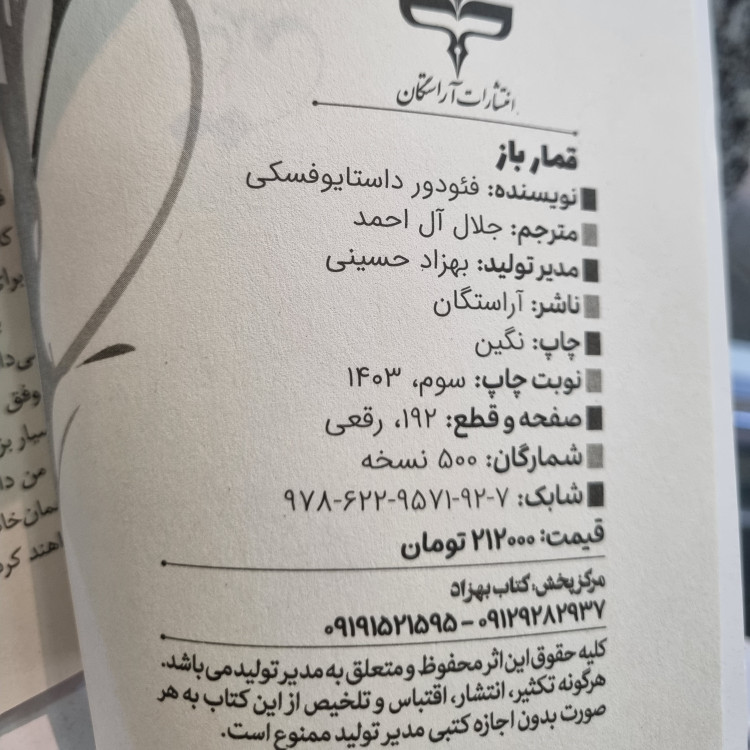 انتشارات آراستگان
قمار باز
نویسنده: فئودور داستایوفسکی
مترجم: جلال آل احمد
مدیر تولید: بهزاد حسینی
ناشر: آراستگان
چاپ: نگین
نوبت چاپ: سوم، ۱۴۰۳
صفحه و قطع: ۱۹۲، رقعی
شمارگان: ۵۰۰ نسخه
شابک: ۷-۹۲-۹۵۷۱-۶۲۲-۹۷۸
قیمت: ۲۱۲۰۰۰ تومان
مرکز پخش: کتاب بهزاد
۰۹۱۲۹۲۸۲۹۳۷ – ۰۹۱۹۱۵۲۱۵۹۵
کلیه حقوق این اثر محفوظ و متعلق به مدیر تولید می‌باشد.
هرگونه تکثیر، انتشار، اقتباس و تلخیص از این کتاب به هر
صورت بدون اجازه کتبی مدیر تولید ممنوع است.